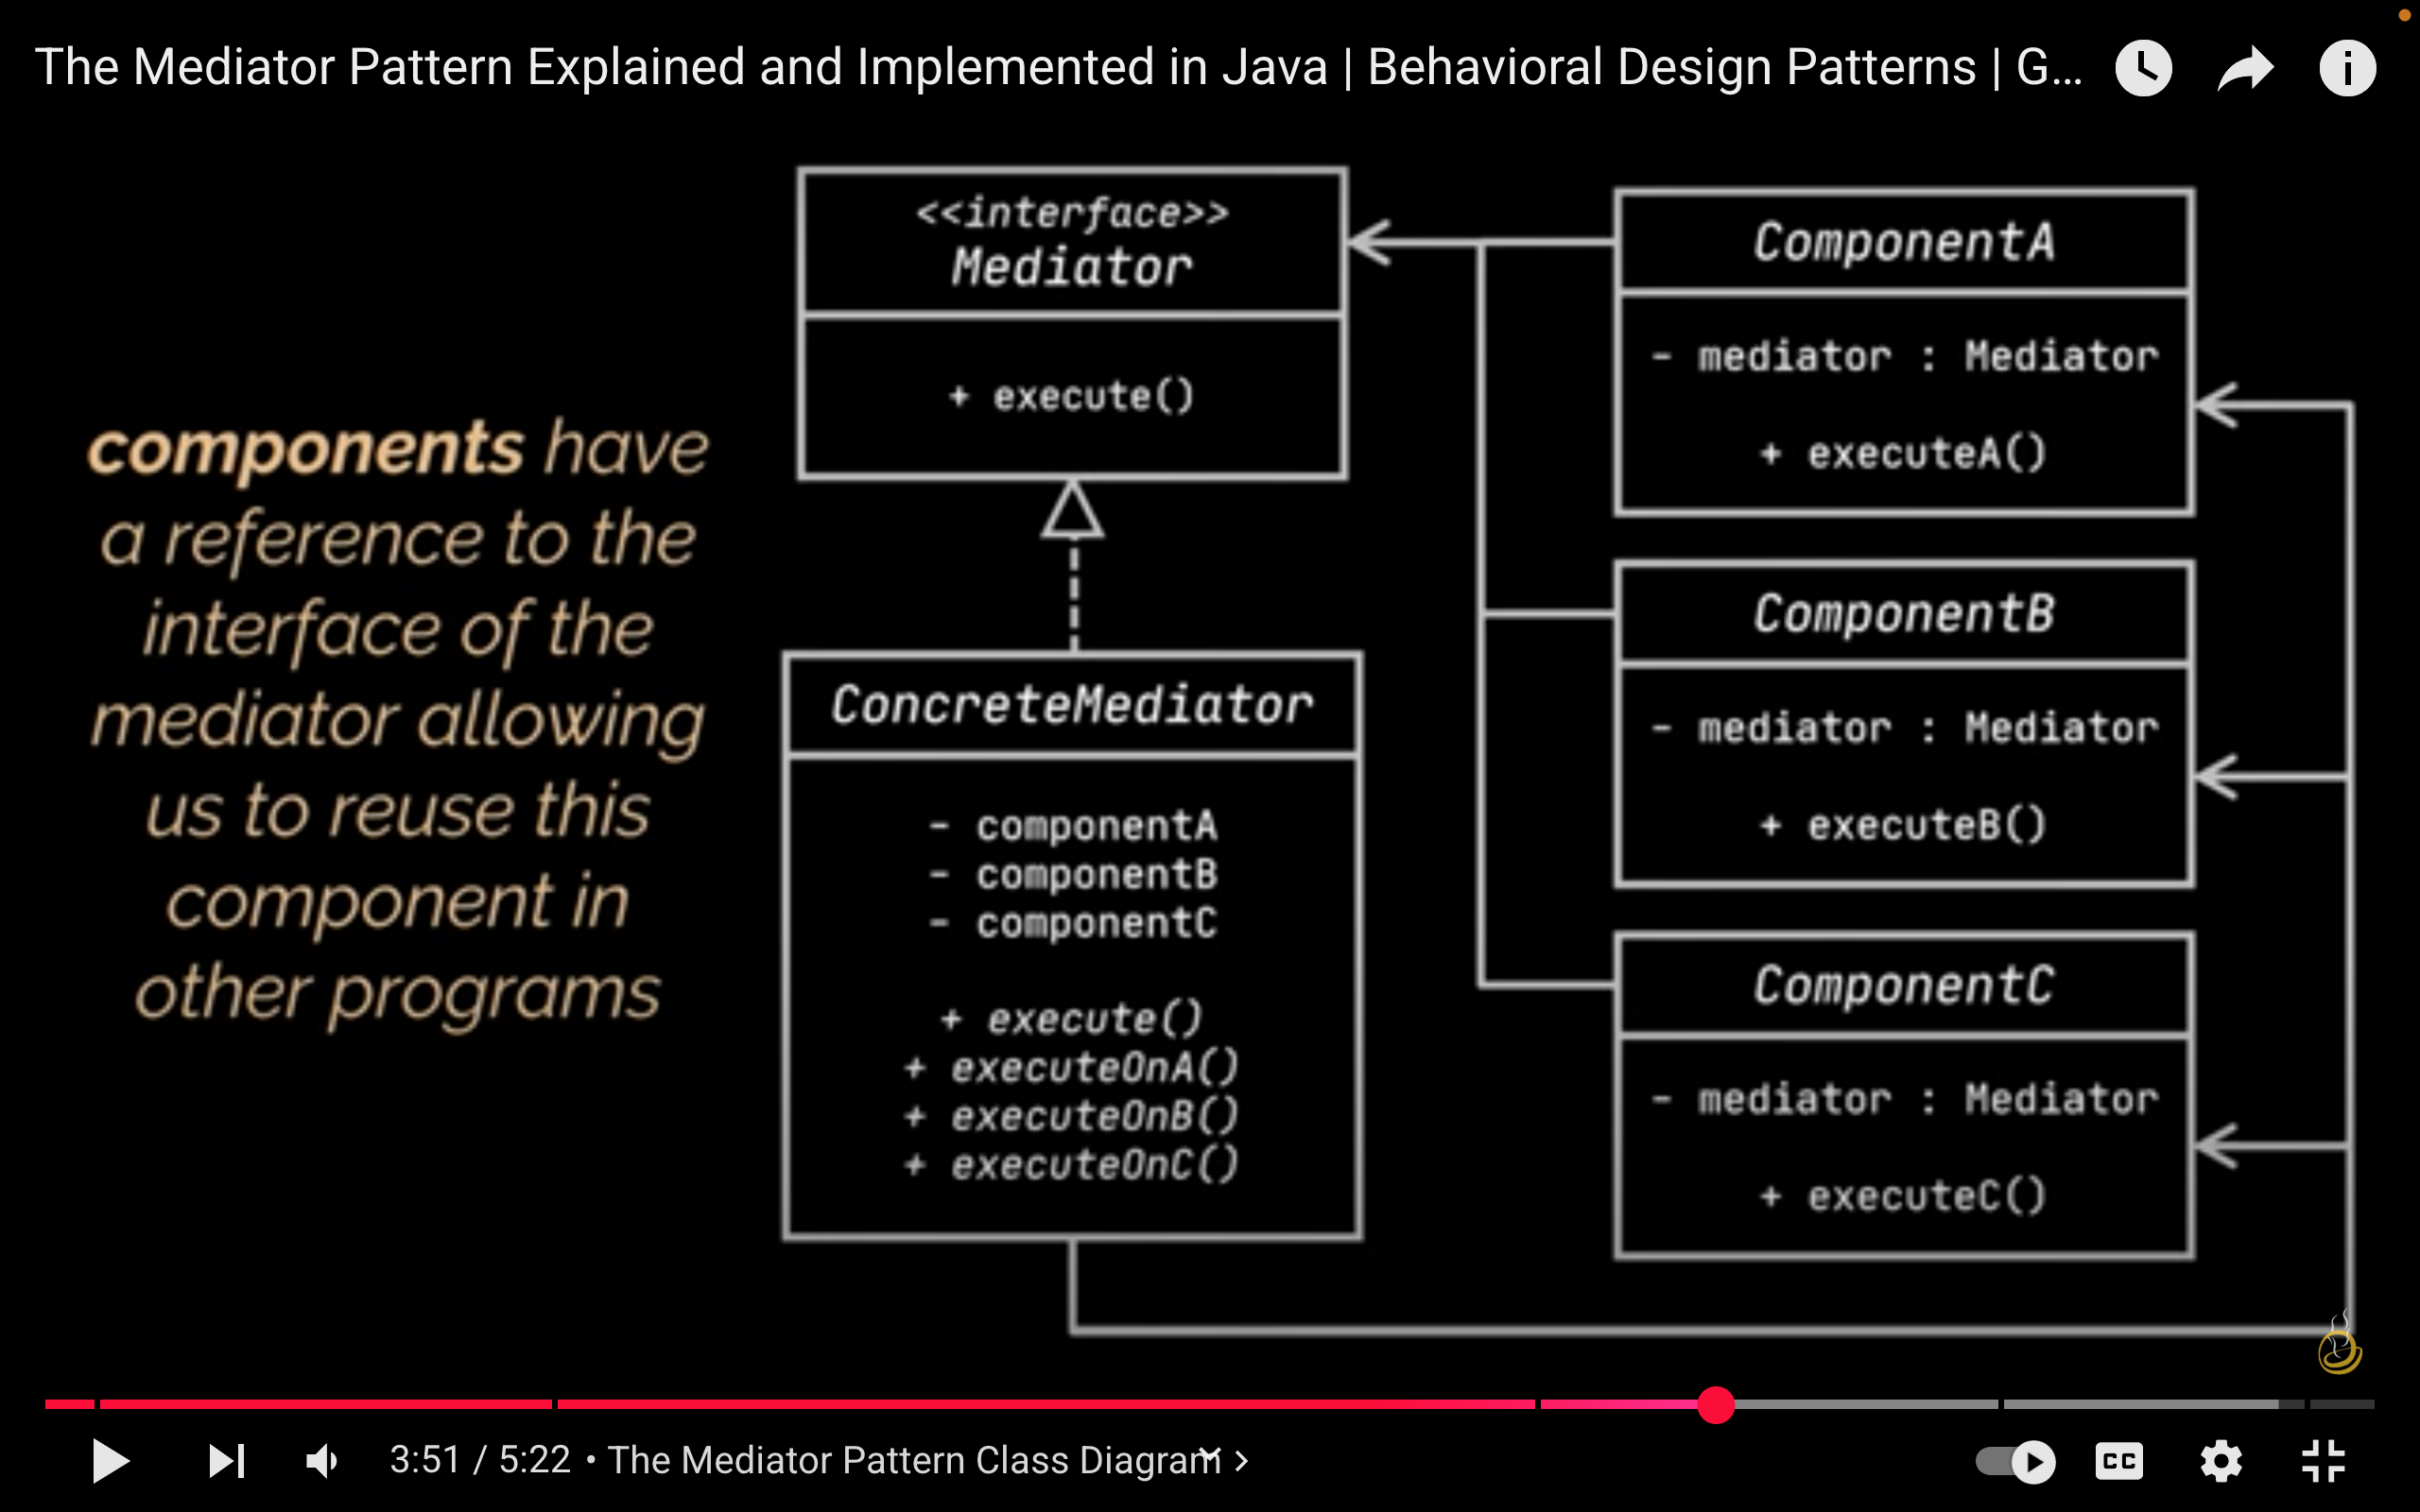 The Mediator Pattern Explained and Implemented in Java | Behavioral Design Patterns | G...
components have
a reference to the
interface of the
mediator allowing
us to reuse this
component in
other programs
<<interface>>
Mediator
+ execute()
ConcreteMediator
- componentA
- componentB
- componentC
+ execute()
+ executeOnA()
+ executeOnB()
+ executeOnC()
ComponentA
- mediator : Mediator
+ executeA()
ComponentB
- mediator : Mediator
+ executeB()
ComponentC
- mediator : Mediator
+ executeC()
3:51 / 5:22 • The Mediator Pattern Class Diagram
CC